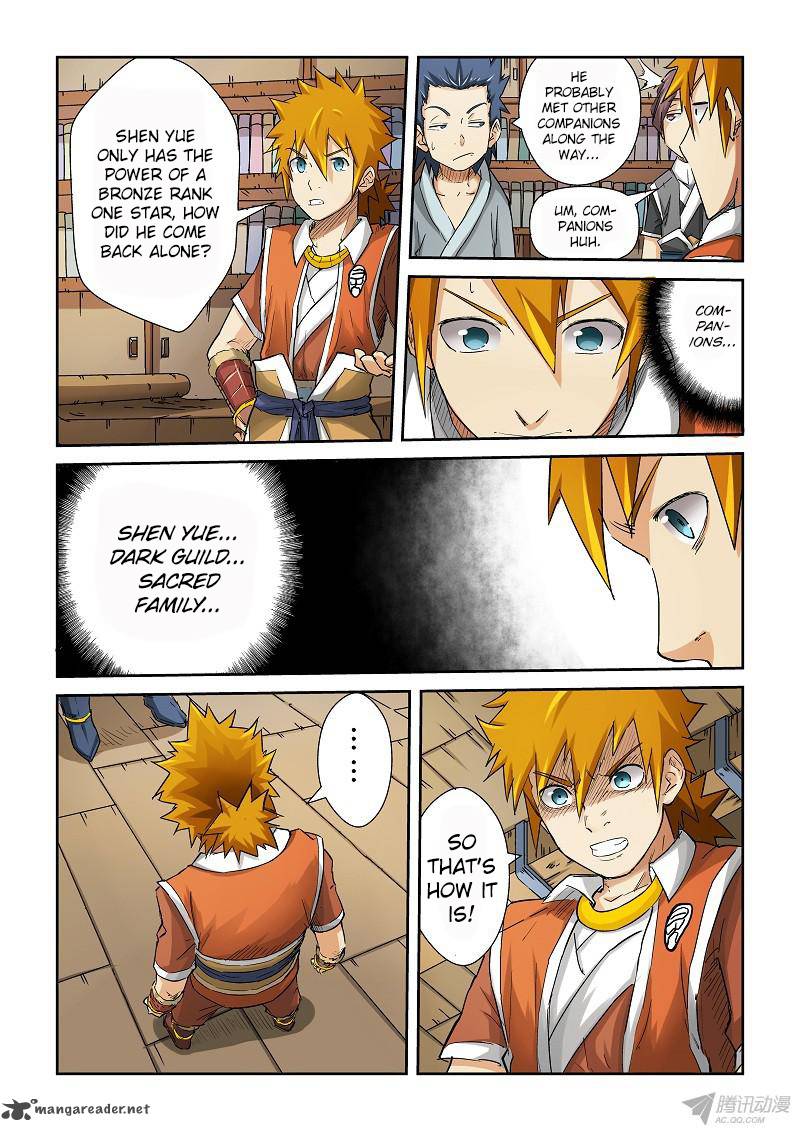 SHEN YUE
ONLY HAS THE
POWER OF A
BRONZE RANK
ONE STAR, HOW
DID HE COME
BACK ALONE?
HE
PROBABLY
MET OTHER
COMPANIONS
ALONG THE
WAY...
UM, COM-
PANIONS
HUH.
COM-
PAN-
IONS...
SHEN YUE...
DARK GUILD...
SACRED
FAMILY...
.....
SO
THAT'S
HOW IT
IS!
mangareader.net
腾讯动漫
AC.QQ.COM